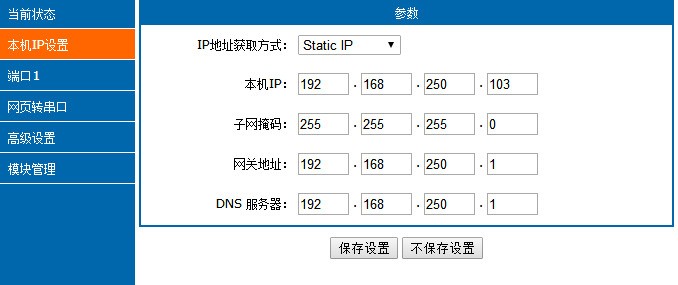 当前状态
本机IP设置
端口1
网页转串口
高级设置
模块管理
参数
IP地址获取方式： Static IP
本机IP： 192 . 168 . 250 . 103
子网掩码： 255 . 255 . 255 . 0
网关地址： 192 . 168 . 250 . 1
DNS 服务器： 192 . 168 . 250 . 1
保存设置 不保存设置